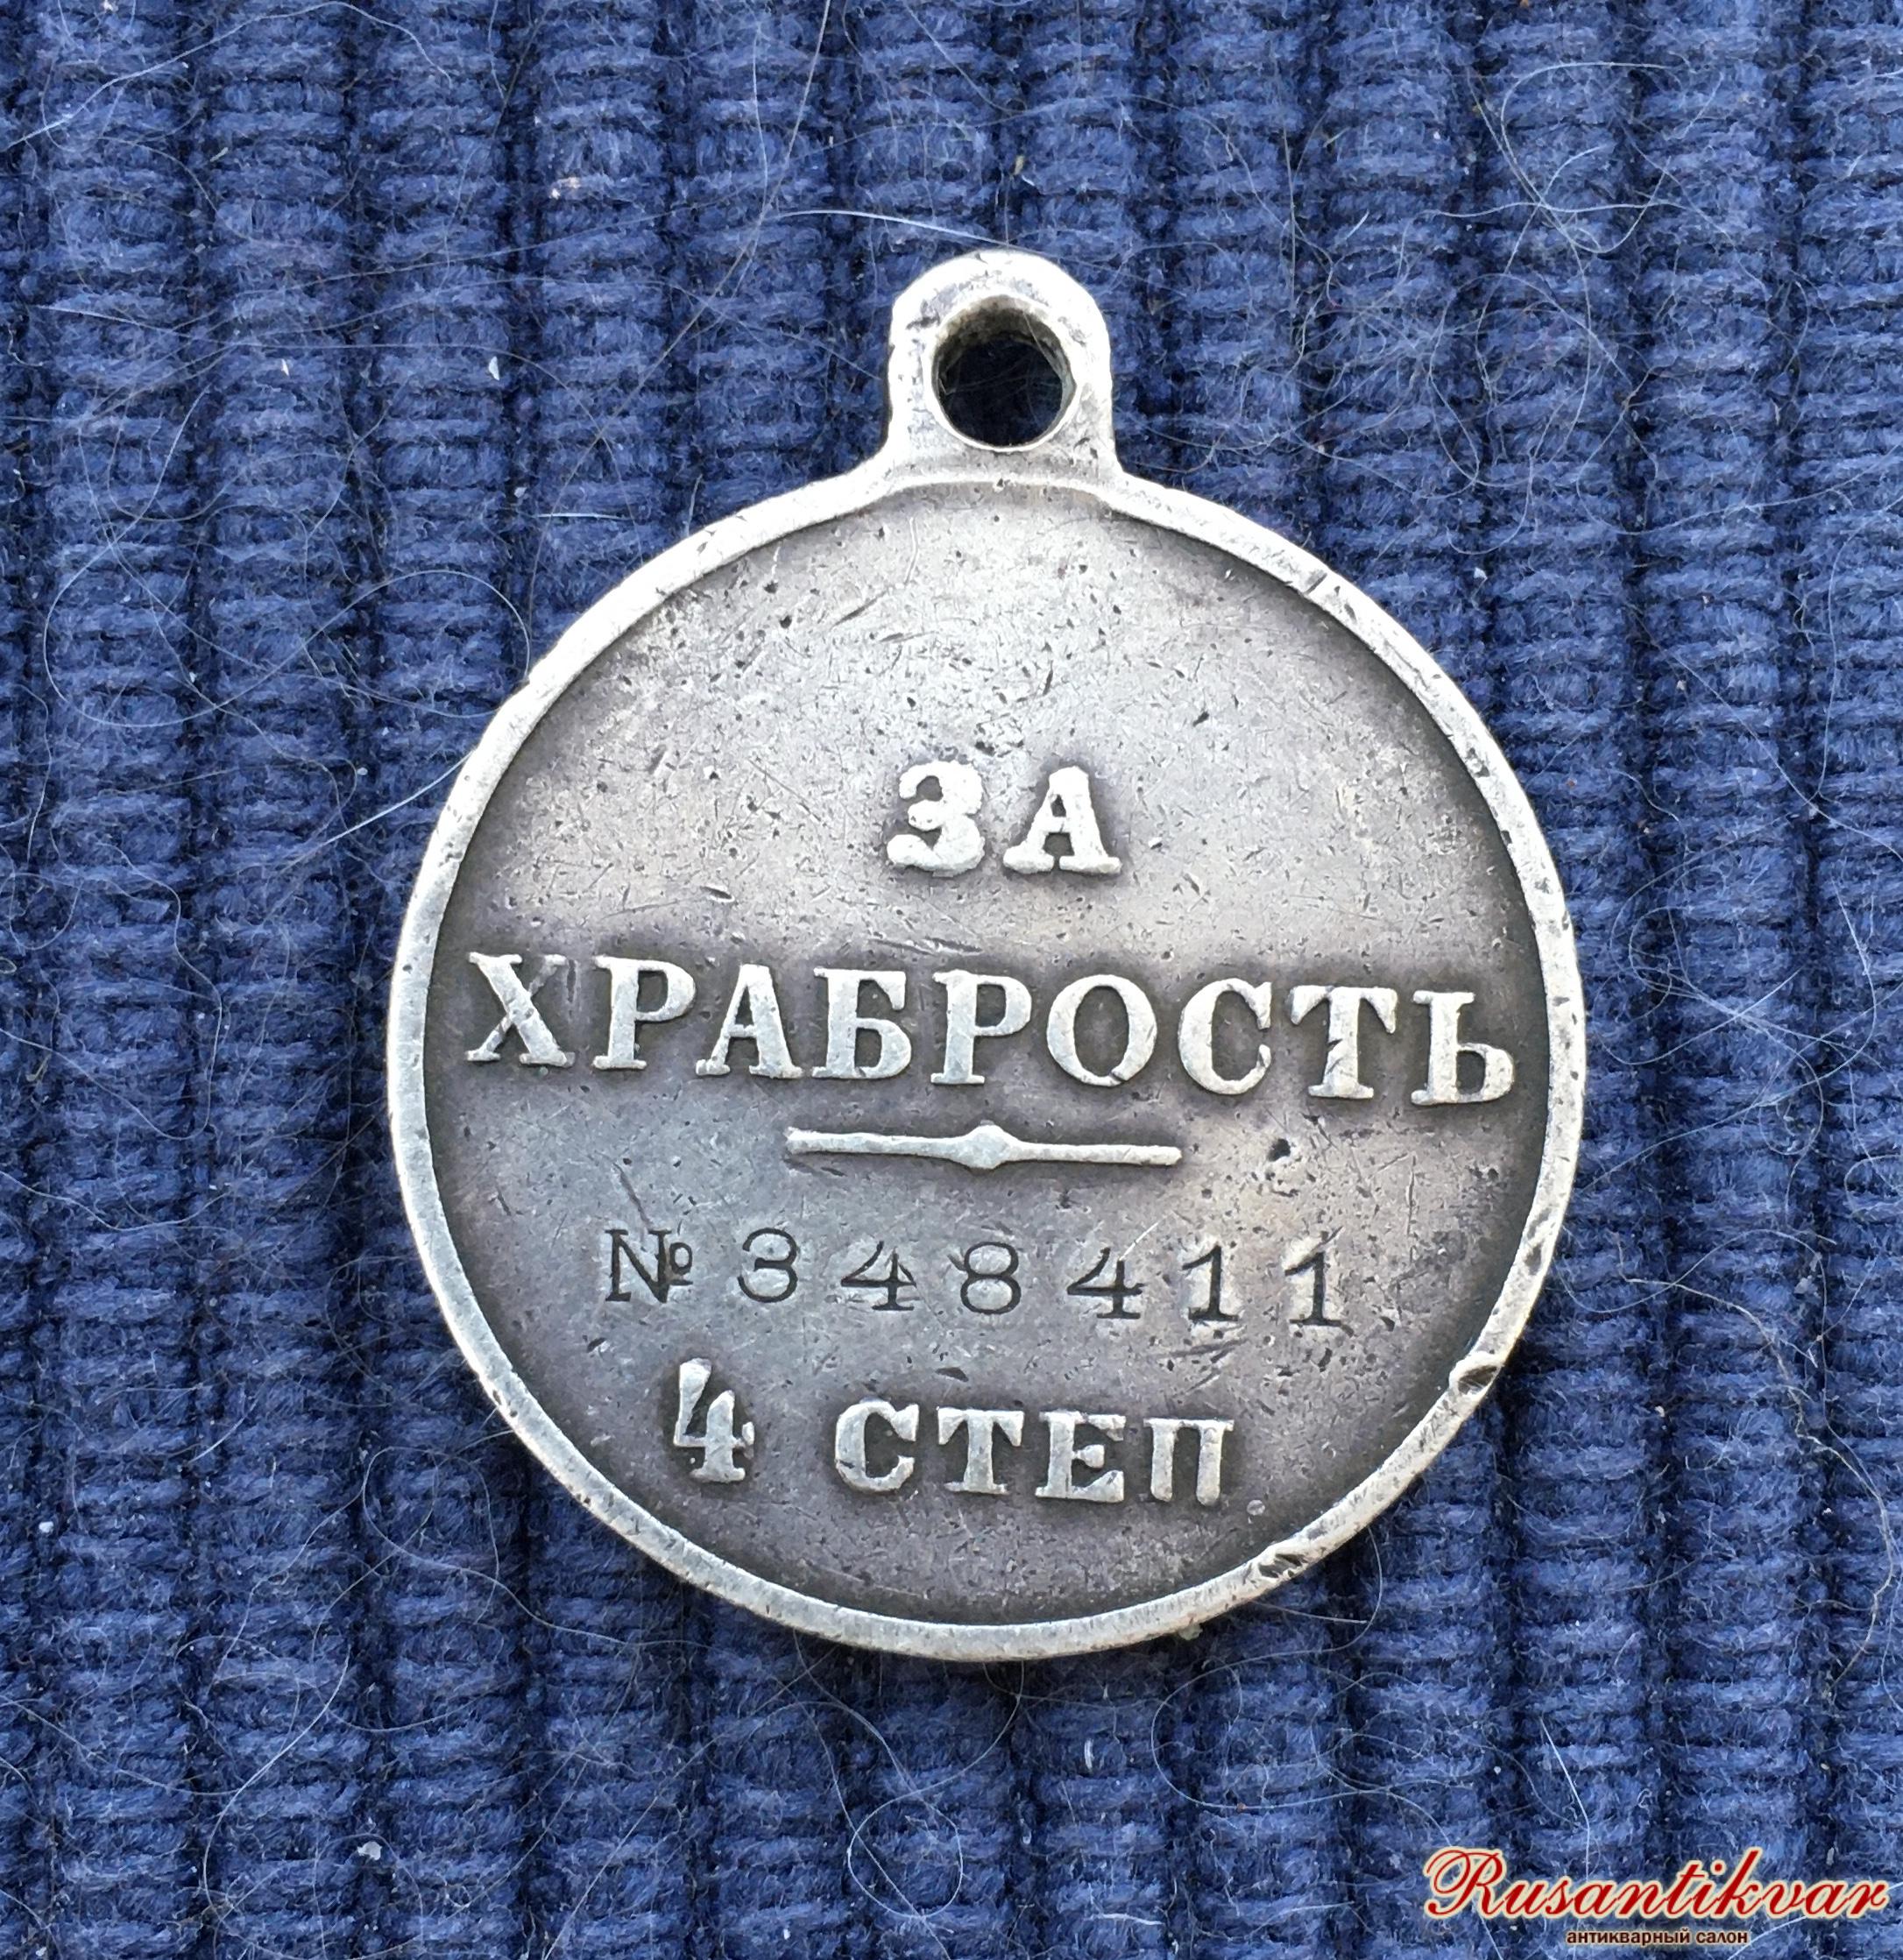 ЗА
ХРАБРОСТЬ
№ 348411
4 СТЕП
Rusantikvar
антикварный салон